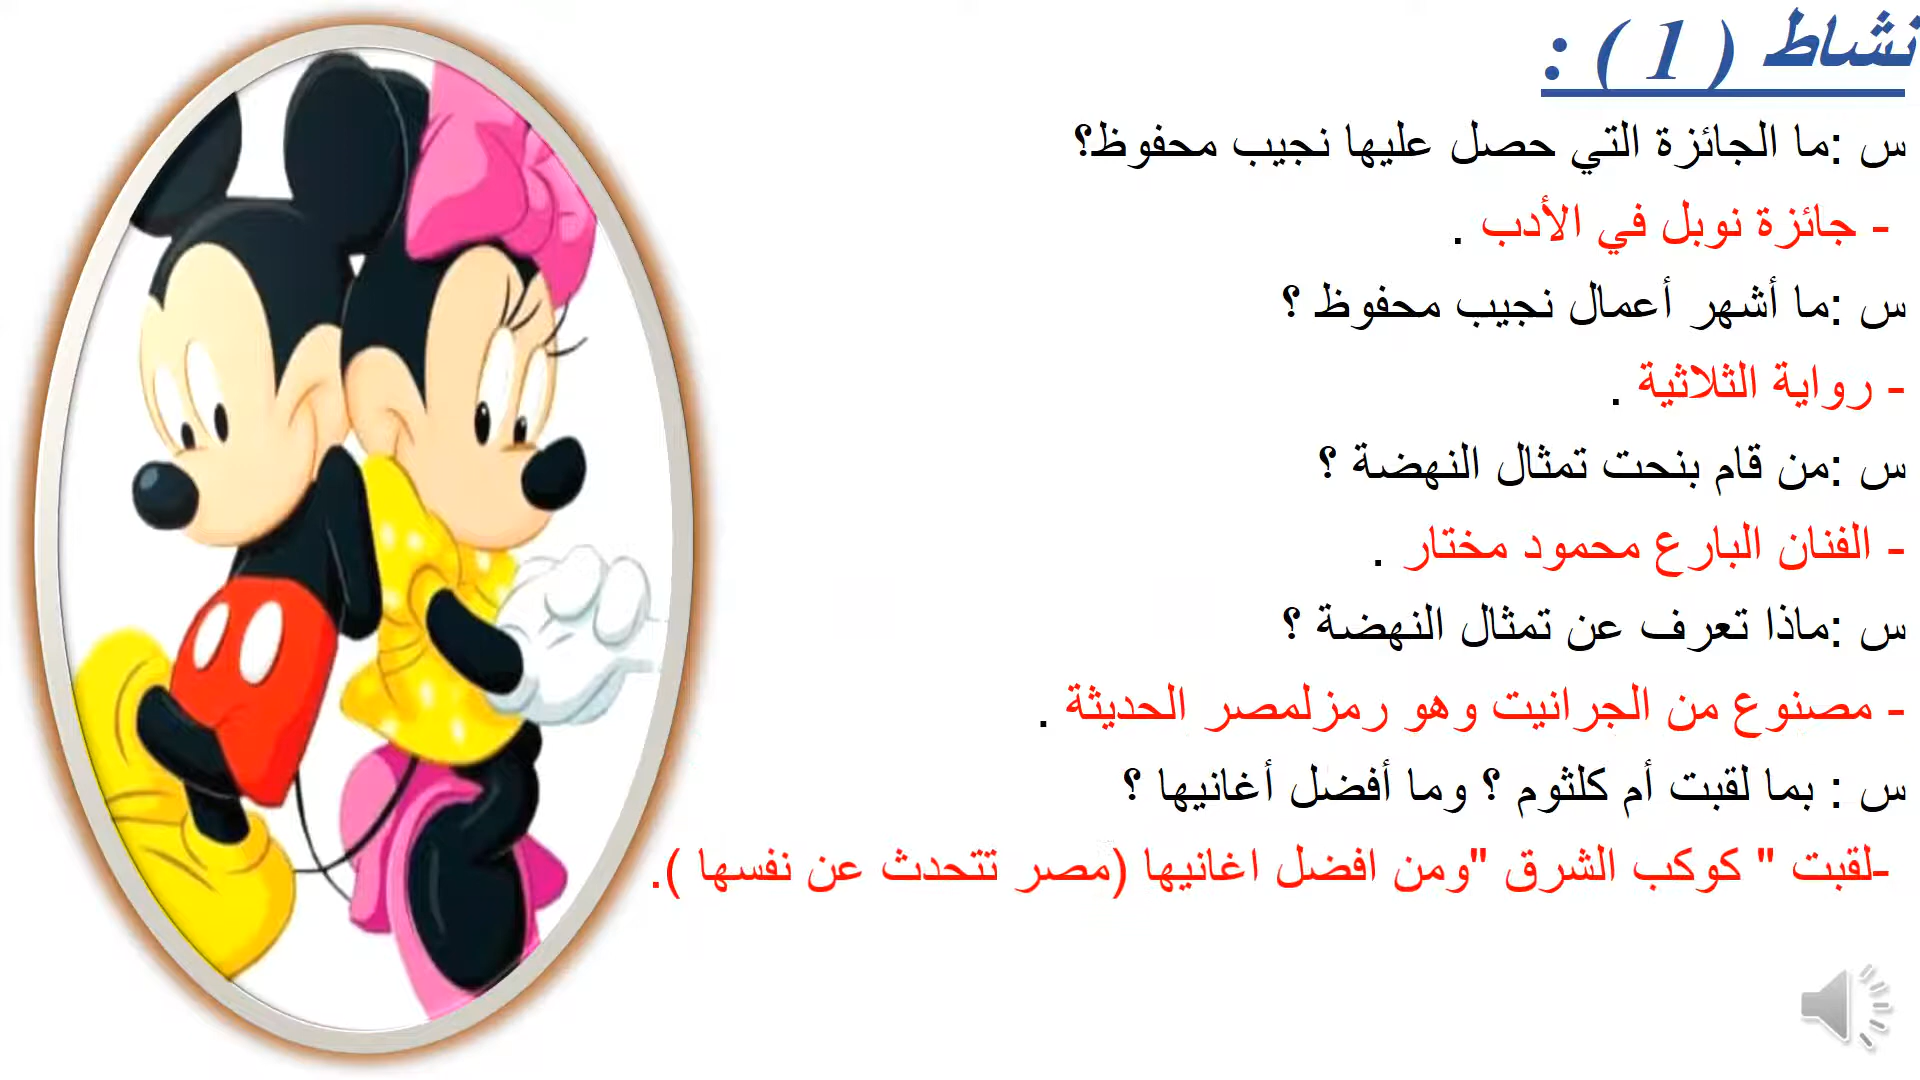 نشاط ( 1 ) :
س :ما الجائزة التي حصل عليها نجيب محفوظ؟
- جائزة نوبل في الأدب .
س :ما أشهر أعمال نجيب محفوظ ؟
- رواية الثلاثية .
س :من قام بنحت تمثال النهضة ؟
- الفنان البارع محمود مختار .
س :ماذا تعرف عن تمثال النهضة ؟
- مصنوع من الجرانيت وهو رمزلمصر الحديثة .
س : بما لقبت أم كلثوم ؟ وما أفضل أغانيها ؟
-لقبت " كوكب الشرق "ومن افضل اغانيها (مصر تتحدث عن نفسها ).